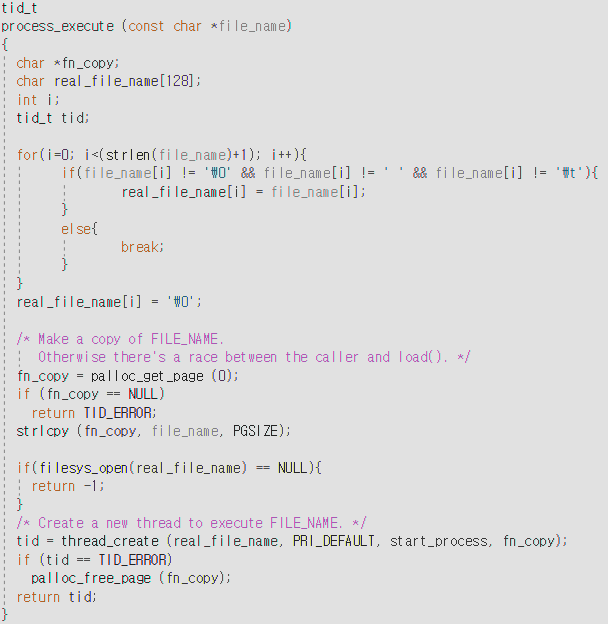 tid_t
process_execute (const char *file_name)
{
char *fn_copy;
char real_file_name[128];
int i;
tid_t tid;
for(i=0; i<(strlen(file_name)+1); i++){
if(file_name[i] != '₩0' && file_name[i] != ' ' && file_name[i] != '₩t'){
real_file_name[i] = file_name[i];
}
else{
break;
}
}
real_file_name[i] = '₩0';
/* Make a copy of FILE_NAME.
Otherwise there's a race between the caller and load(). */
fn_copy = palloc_get_page (0);
if (fn_copy == NULL)
return TID_ERROR;
strlcpy (fn_copy, file_name, PGSIZE);
if(filesys_open(real_file_name) == NULL){
return -1;
}
/* Create a new thread to execute FILE_NAME. */
tid = thread_create (real_file_name, PRI_DEFAULT, start_process, fn_copy);
if (tid == TID_ERROR)
palloc_free_page (fn_copy);
return tid;
}